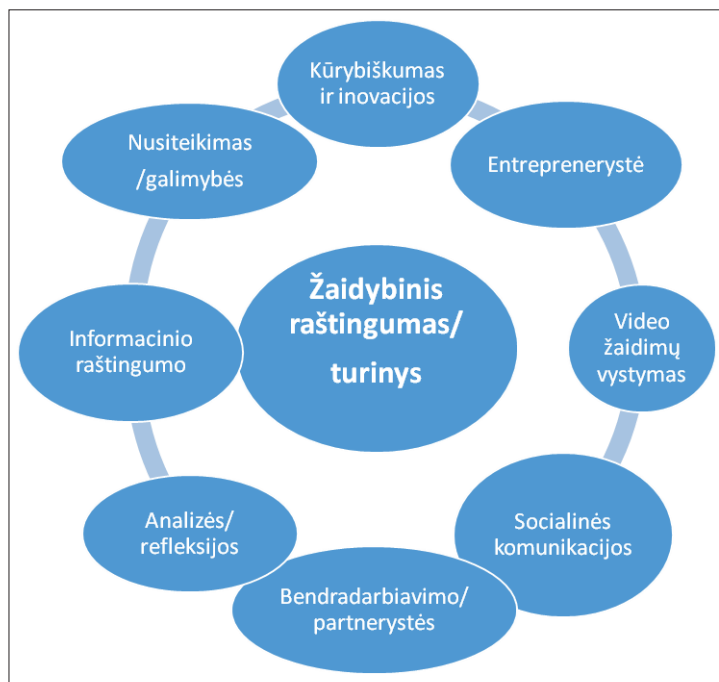 Kūrybiškumas
ir inovacijos
Entreprenerystė
Video
žaidimų
vystymas
Socialinės
komunikacijos
Bendradarbiavimo/
partnerystės
Analizės/
refleksijos
Informacinio
raštingumo
Nusiteikimas
/galimybės
Žaidybinis
raštingumas/
turinys